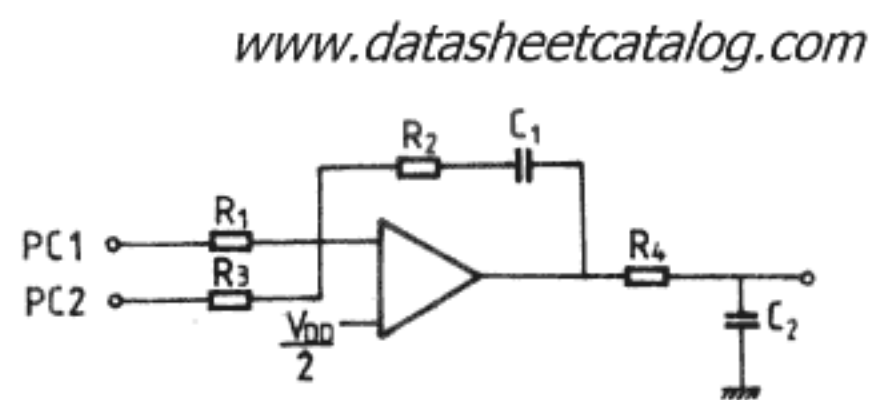 www.datasheetcatalog.com
R2
C1
R1
PC1
R3
PC2
R4
VDD/2
C2